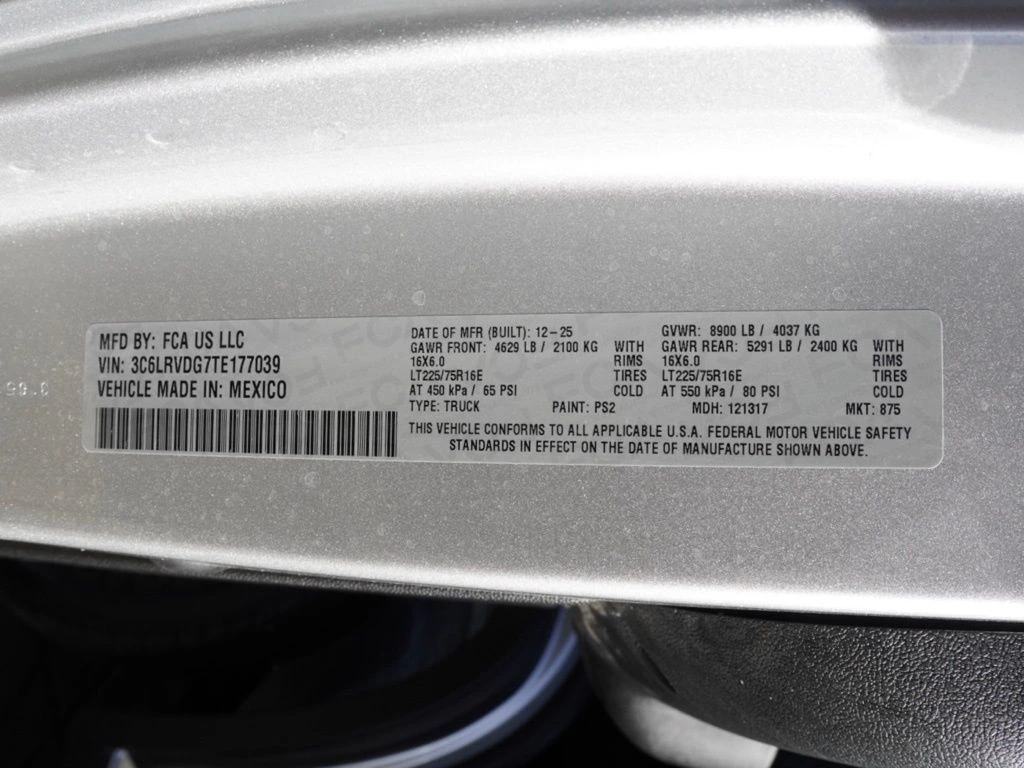 MFD BY: FCA US LLC
VIN: 3C6LRVDG7TE177039
VEHICLE MADE IN: MEXICO
DATE OF MFR (BUILT): 12-25
GAWR FRONT: 4629 LB / 2100 KG WITH
16X6.0 RIMS
LT225/75R16E TIRES
AT 450 kPa / 65 PSI COLD
GVWR: 8900 LB / 4037 KG
GAWR REAR: 5291 LB / 2400 KG WITH
16X6.0 RIMS
LT225/75R16E TIRES
AT 550 kPa / 80 PSI COLD
TYPE: TRUCK PAINT: PS2 MDH: 121317 MKT: 875
THIS VEHICLE CONFORMS TO ALL APPLICABLE U.S.A. FEDERAL MOTOR VEHICLE SAFETY
STANDARDS IN EFFECT ON THE DATE OF MANUFACTURE SHOWN ABOVE.